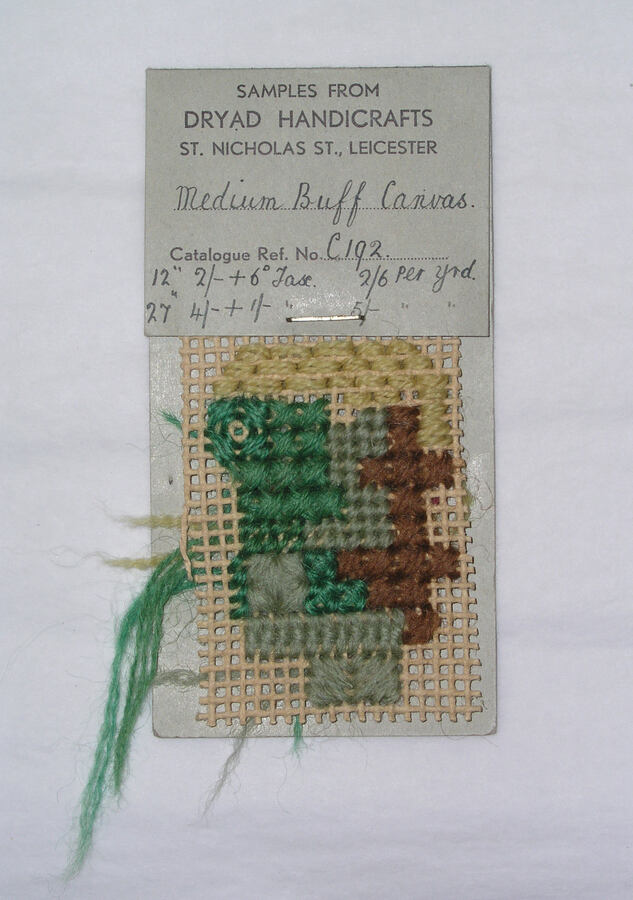 SAMPLES FROM
DRYAD HANDICRAFTS
ST. NICHOLAS ST., LEICESTER
Medium Buff Canvas.
Catalogue Ref. No. C192.
12" 2/- + 6ᴰ Tax. 2/6 per yrd.
27" 4/- + 1/- " 5/- " "